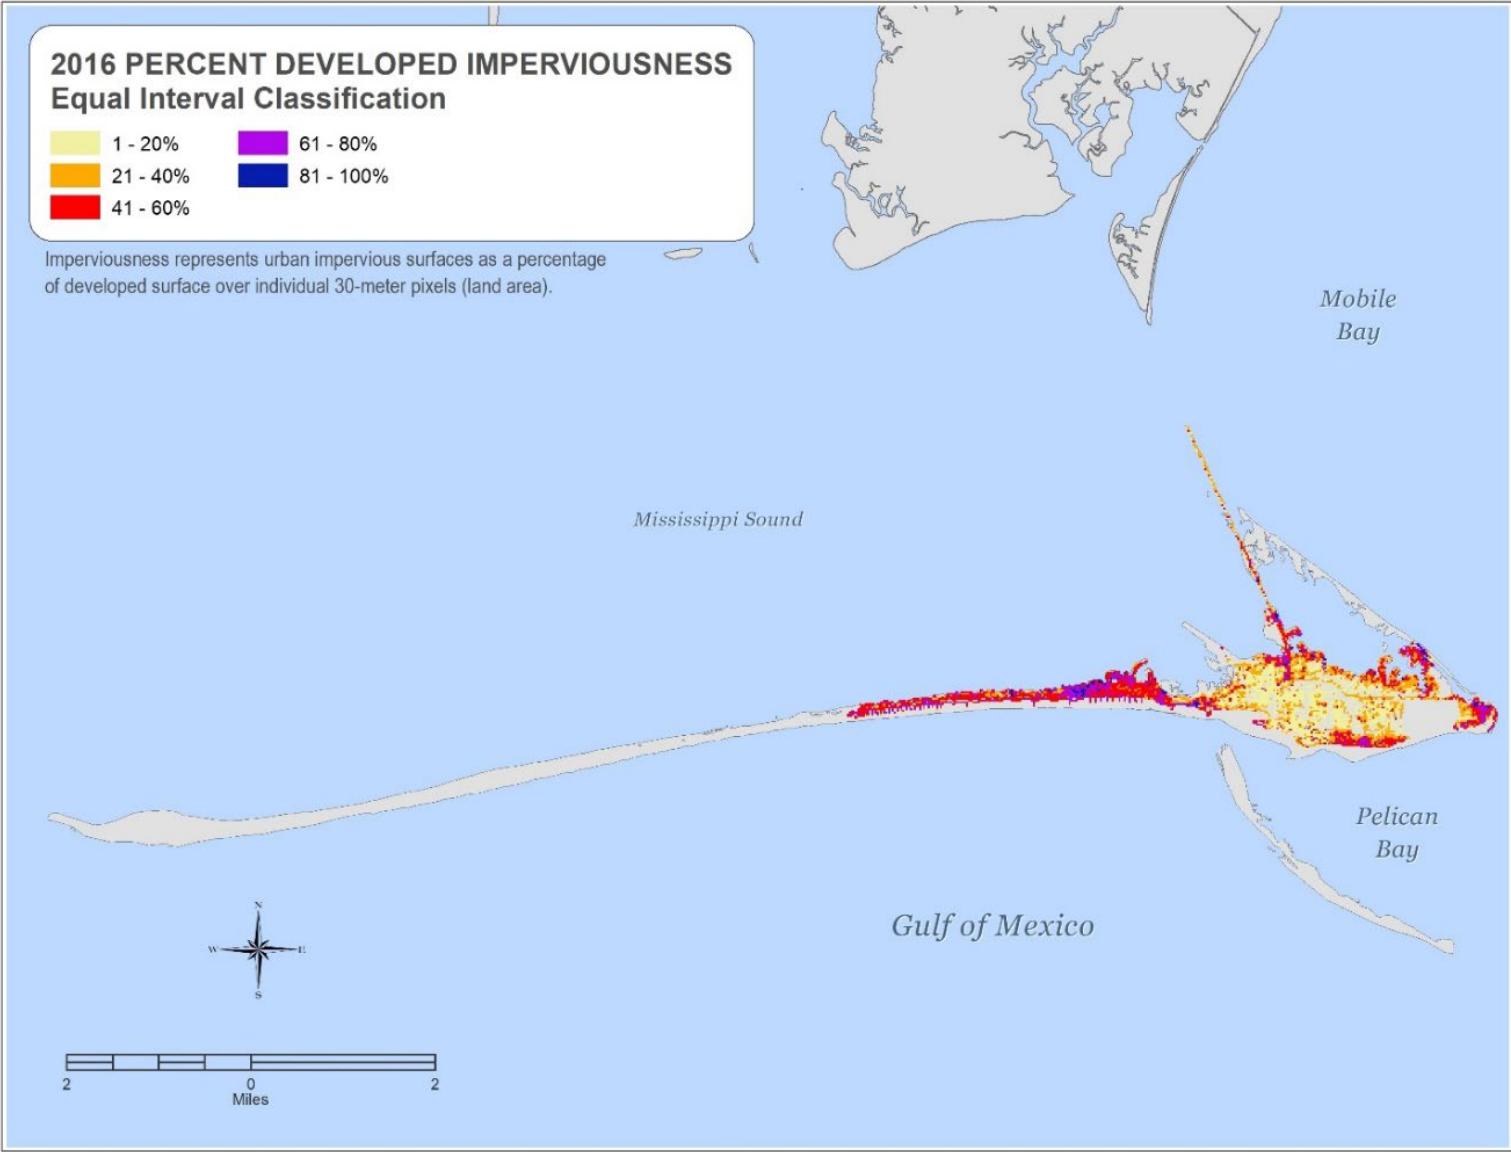 2016 PERCENT DEVELOPED IMPERVIOUSNESS
Equal Interval Classification
1 - 20%
61 - 80%
21 - 40%
81 - 100%
41 - 60%
Imperviousness represents urban impervious surfaces as a percentage
of developed surface over individual 30-meter pixels (land area).
Mobile
Bay
Mississippi Sound
Pelican
Bay
Gulf of Mexico
N
W E
S
2 0 2
Miles